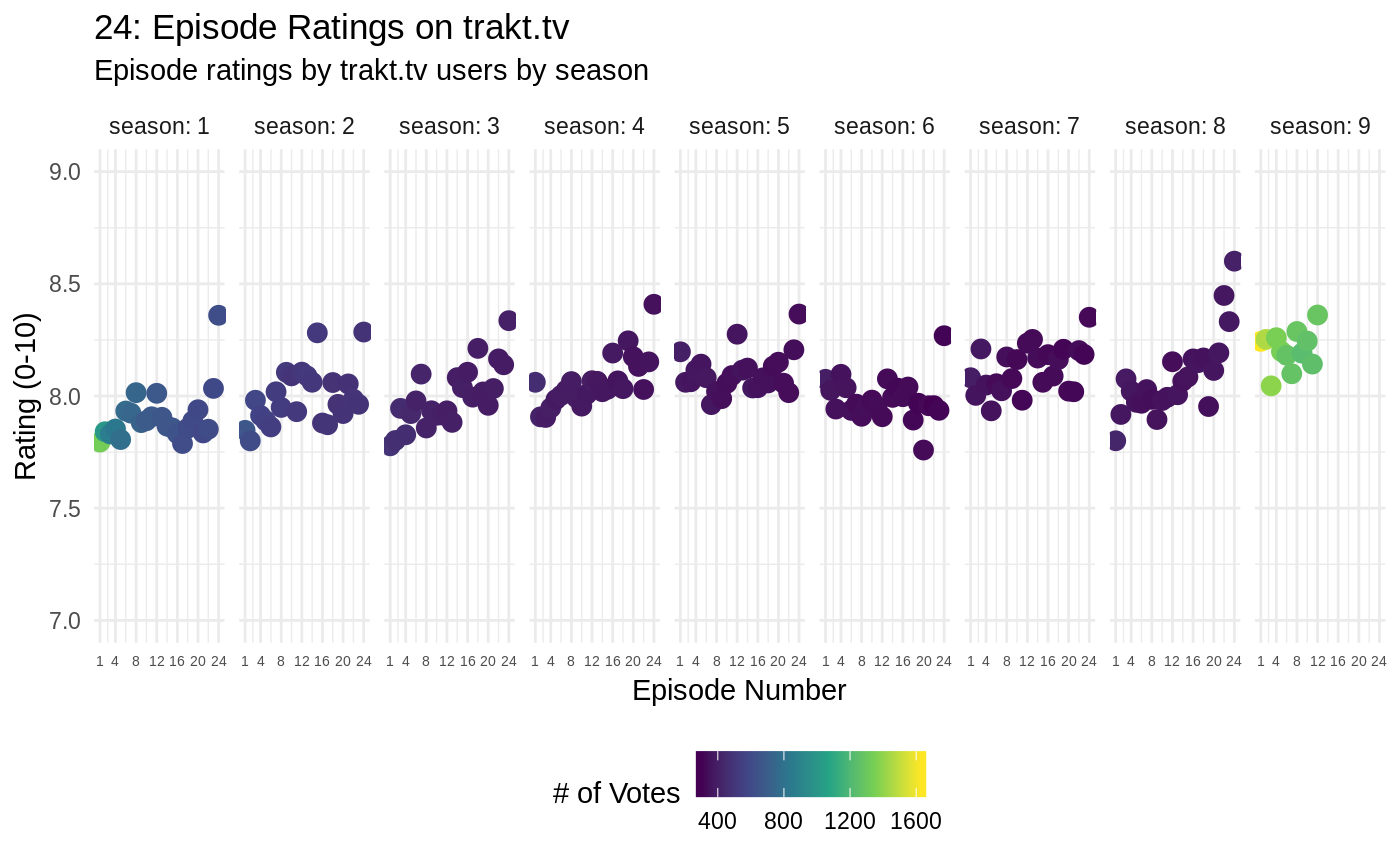 24: Episode Ratings on trakt.tv
Episode ratings by trakt.tv users by season
season: 1 season: 2 season: 3 season: 4 season: 5 season: 6 season: 7 season: 8 season: 9
9.0
8.5
8.0
7.5
7.0
Rating (0-10)
1 4 8 12 16 20 24 1 4 8 12 16 20 24 1 4 8 12 16 20 24 1 4 8 12 16 20 24 1 4 8 12 16 20 24 1 4 8 12 16 20 24 1 4 8 12 16 20 24 1 4 8 12 16 20 24 1 4 8 12 16 20 24
Episode Number
# of Votes
400 800 1200 1600